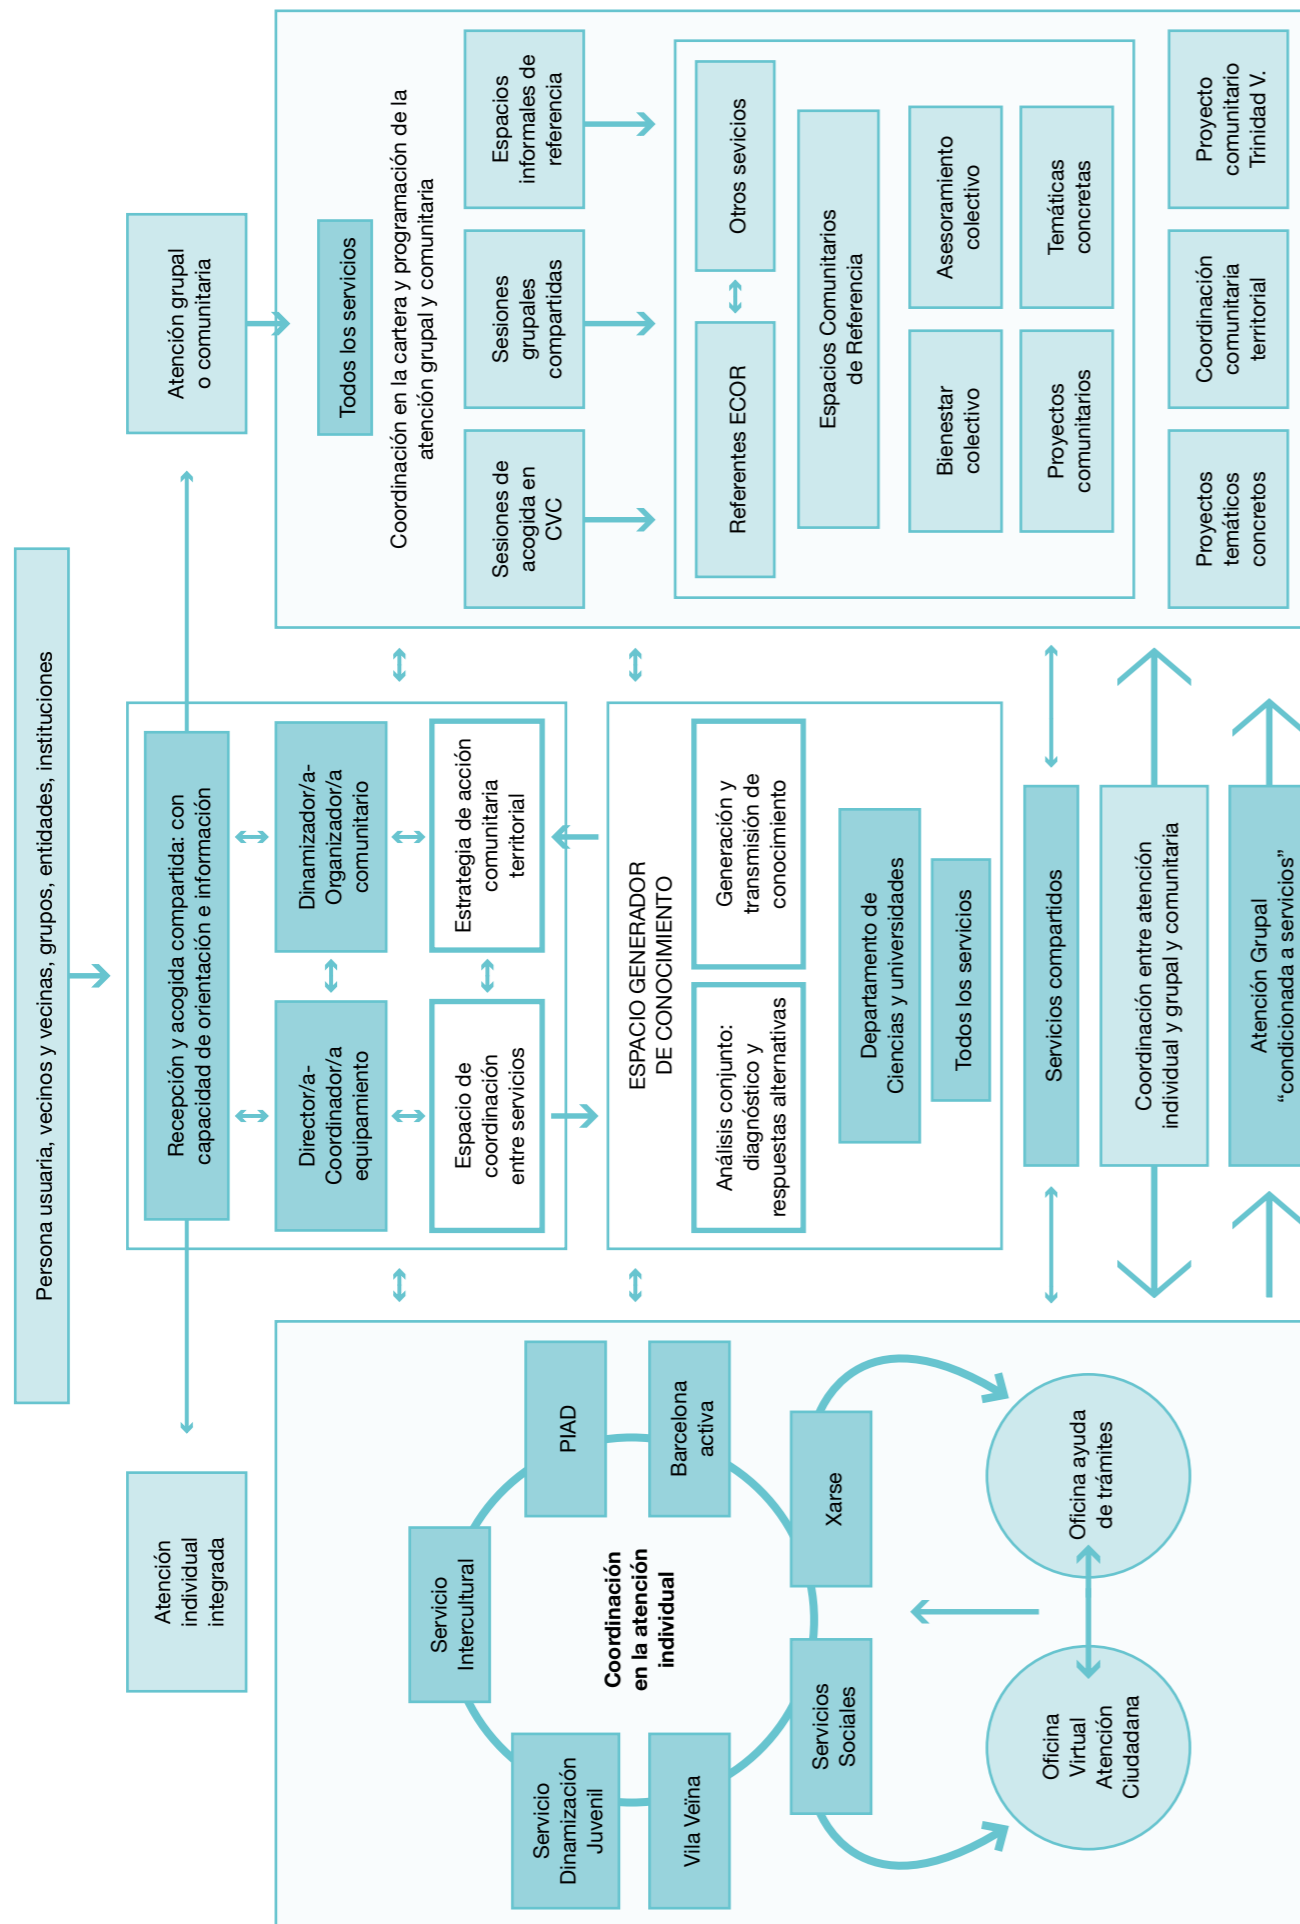 Persona usuaria, vecinos y vecinas, grupos, entidades, instituciones
Atención
individual
integrada
Recepción y acogida compartida: con
capacidad de orientación e información
Atención grupal
o comunitaria
Director/a-
Coordinador/a
equipamiento
Dinamizador/a-
Organizador/a
comunitario
Espacio de
coordinación
entre servicios
Estrategia de acción
comunitaria
territorial
Servicio
Intercultural
PIAD
Barcelona
activa
Xarse
Servicios
Sociales
Vila Veïna
Servicio
Dinamización
Juvenil
Coordinación
en la atención
individual
Oficina
Virtual
Atención
Ciudadana
Oficina ayuda
de trámites
ESPACIO GENERADOR
DE CONOCIMIENTO
Análisis conjunto:
diagnóstico y
respuestas alternativas
Generación y
transmisión de
conocimiento
Departamento de
Ciencias y universidades
Todos los servicios
Servicios compartidos
Coordinación entre atención
individual y grupal y comunitaria
Atención Grupal
“condicionada a servicios”
Todos los servicios
Coordinación en la cartera y programación de la
atención grupal y comunitaria
Sesiones de
acogida en
CVC
Sesiones
grupales
compartidas
Espacios
informales de
referencia
Referentes ECOR
Otros sevicios
Espacios Comunitarios
de Referencia
Bienestar
colectivo
Asesoramiento
colectivo
Proyectos
comunitarios
Temáticas
concretas
Proyectos
temáticos
concretos
Coordinación
comunitaria
territorial
Proyecto
comunitario
Trinidad V.